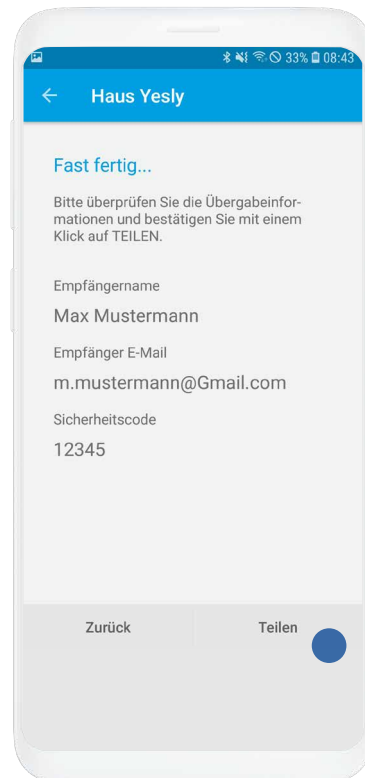 33% 08:43
Haus Yesly
Fast fertig...
Bitte überprüfen Sie die Übergabeinfor-
mationen und bestätigen Sie mit einem
Klick auf TEILEN.
Empfängername
Max Mustermann
Empfänger E-Mail
m.mustermann@Gmail.com
Sicherheitscode
12345
Zurück Teilen